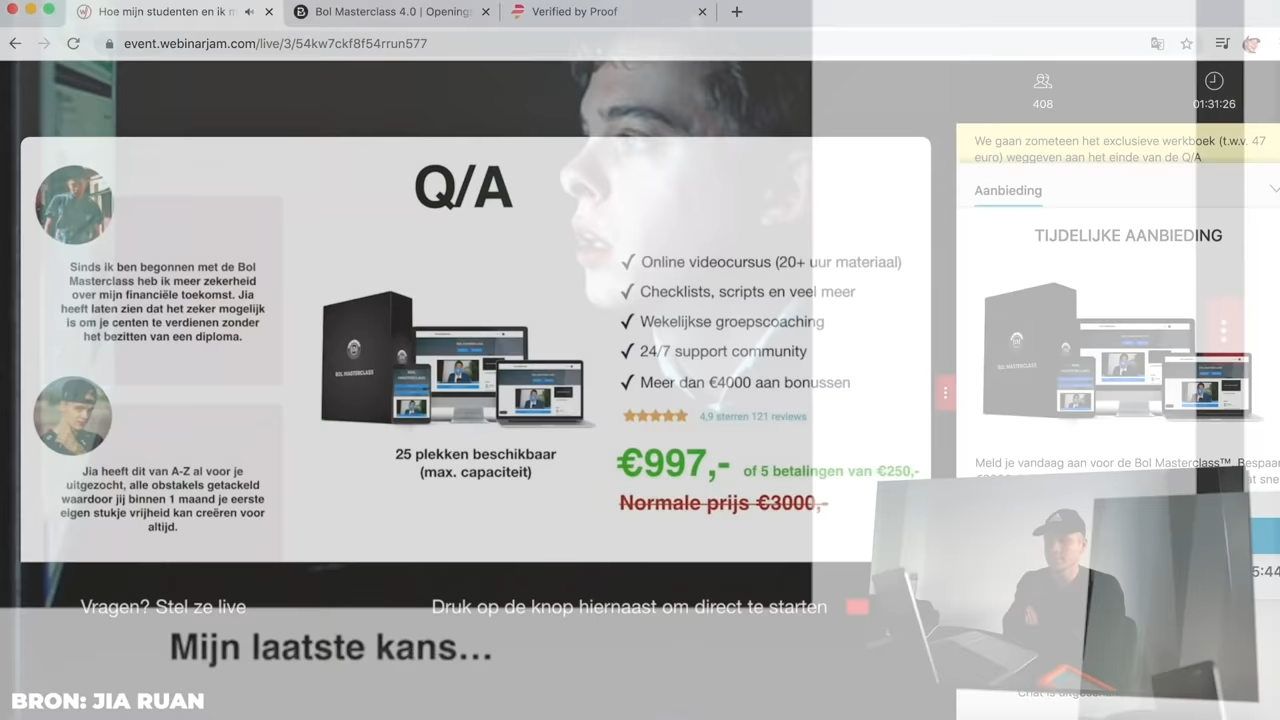 Hoe mijn studenten en ik m
Bol Masterclass 4.0 | Opening
Verified by Proof
event.webinarjam.com/live/3/54kw7ckf8f54rrun577
408
01:31:26
We gaan zometeen het exclusieve werkboek (t.w.v. 47
euro) weggeven aan het einde van de Q/A
Aanbieding
TIJDELIJKE AANBIEDING
Q/A
Sinds ik ben begonnen met de Bol
Masterclass heb ik meer zekerheid
over mijn financiële toekomst. Jia
heeft laten zien dat het zeker mogelijk
is om je centen te verdienen zonder
het bezitten van een diploma.
Jia heeft dit van A-Z al voor je
uitgezocht, alle obstakels getackeld
waardoor jij binnen 1 maand je eerste
eigen stukje vrijheid kan creëren voor
altijd.
BOL MASTERCLASS
25 plekken beschikbaar
(max. capaciteit)
✓ Online videocursus (20+ uur materiaal)
✓ Checklists, scripts en veel meer
✓ Wekelijkse groepscoaching
✓ 24/7 support community
✓ Meer dan €4000 aan bonussen
4,9 sterren 121 reviews
€997,- of 5 betalingen van €250,-
Normale prijs €3000,-
BOL MASTERCLASS
Meld je vandaag aan voor de Bol Masterclass™. Bespaar
5:44
Vragen? Stel ze live
Druk op de knop hiernaast om direct te starten
Mijn laatste kans...
BRON: JIA RUAN